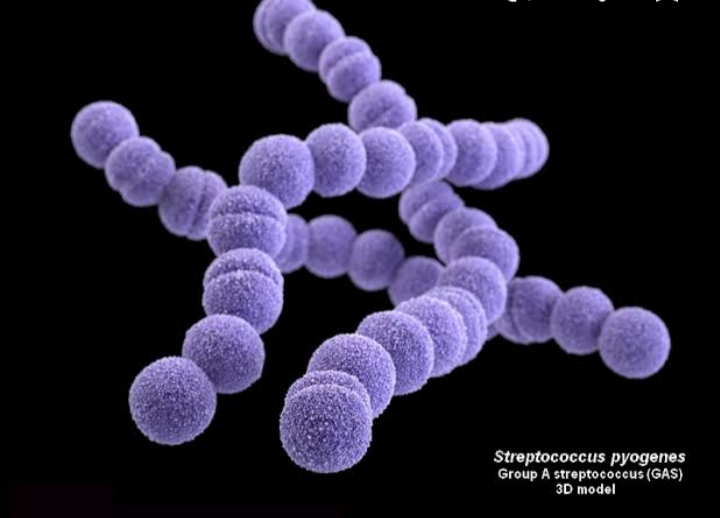 Streptococcus pyogenes
Group A streptococcus (GAS)
3D model